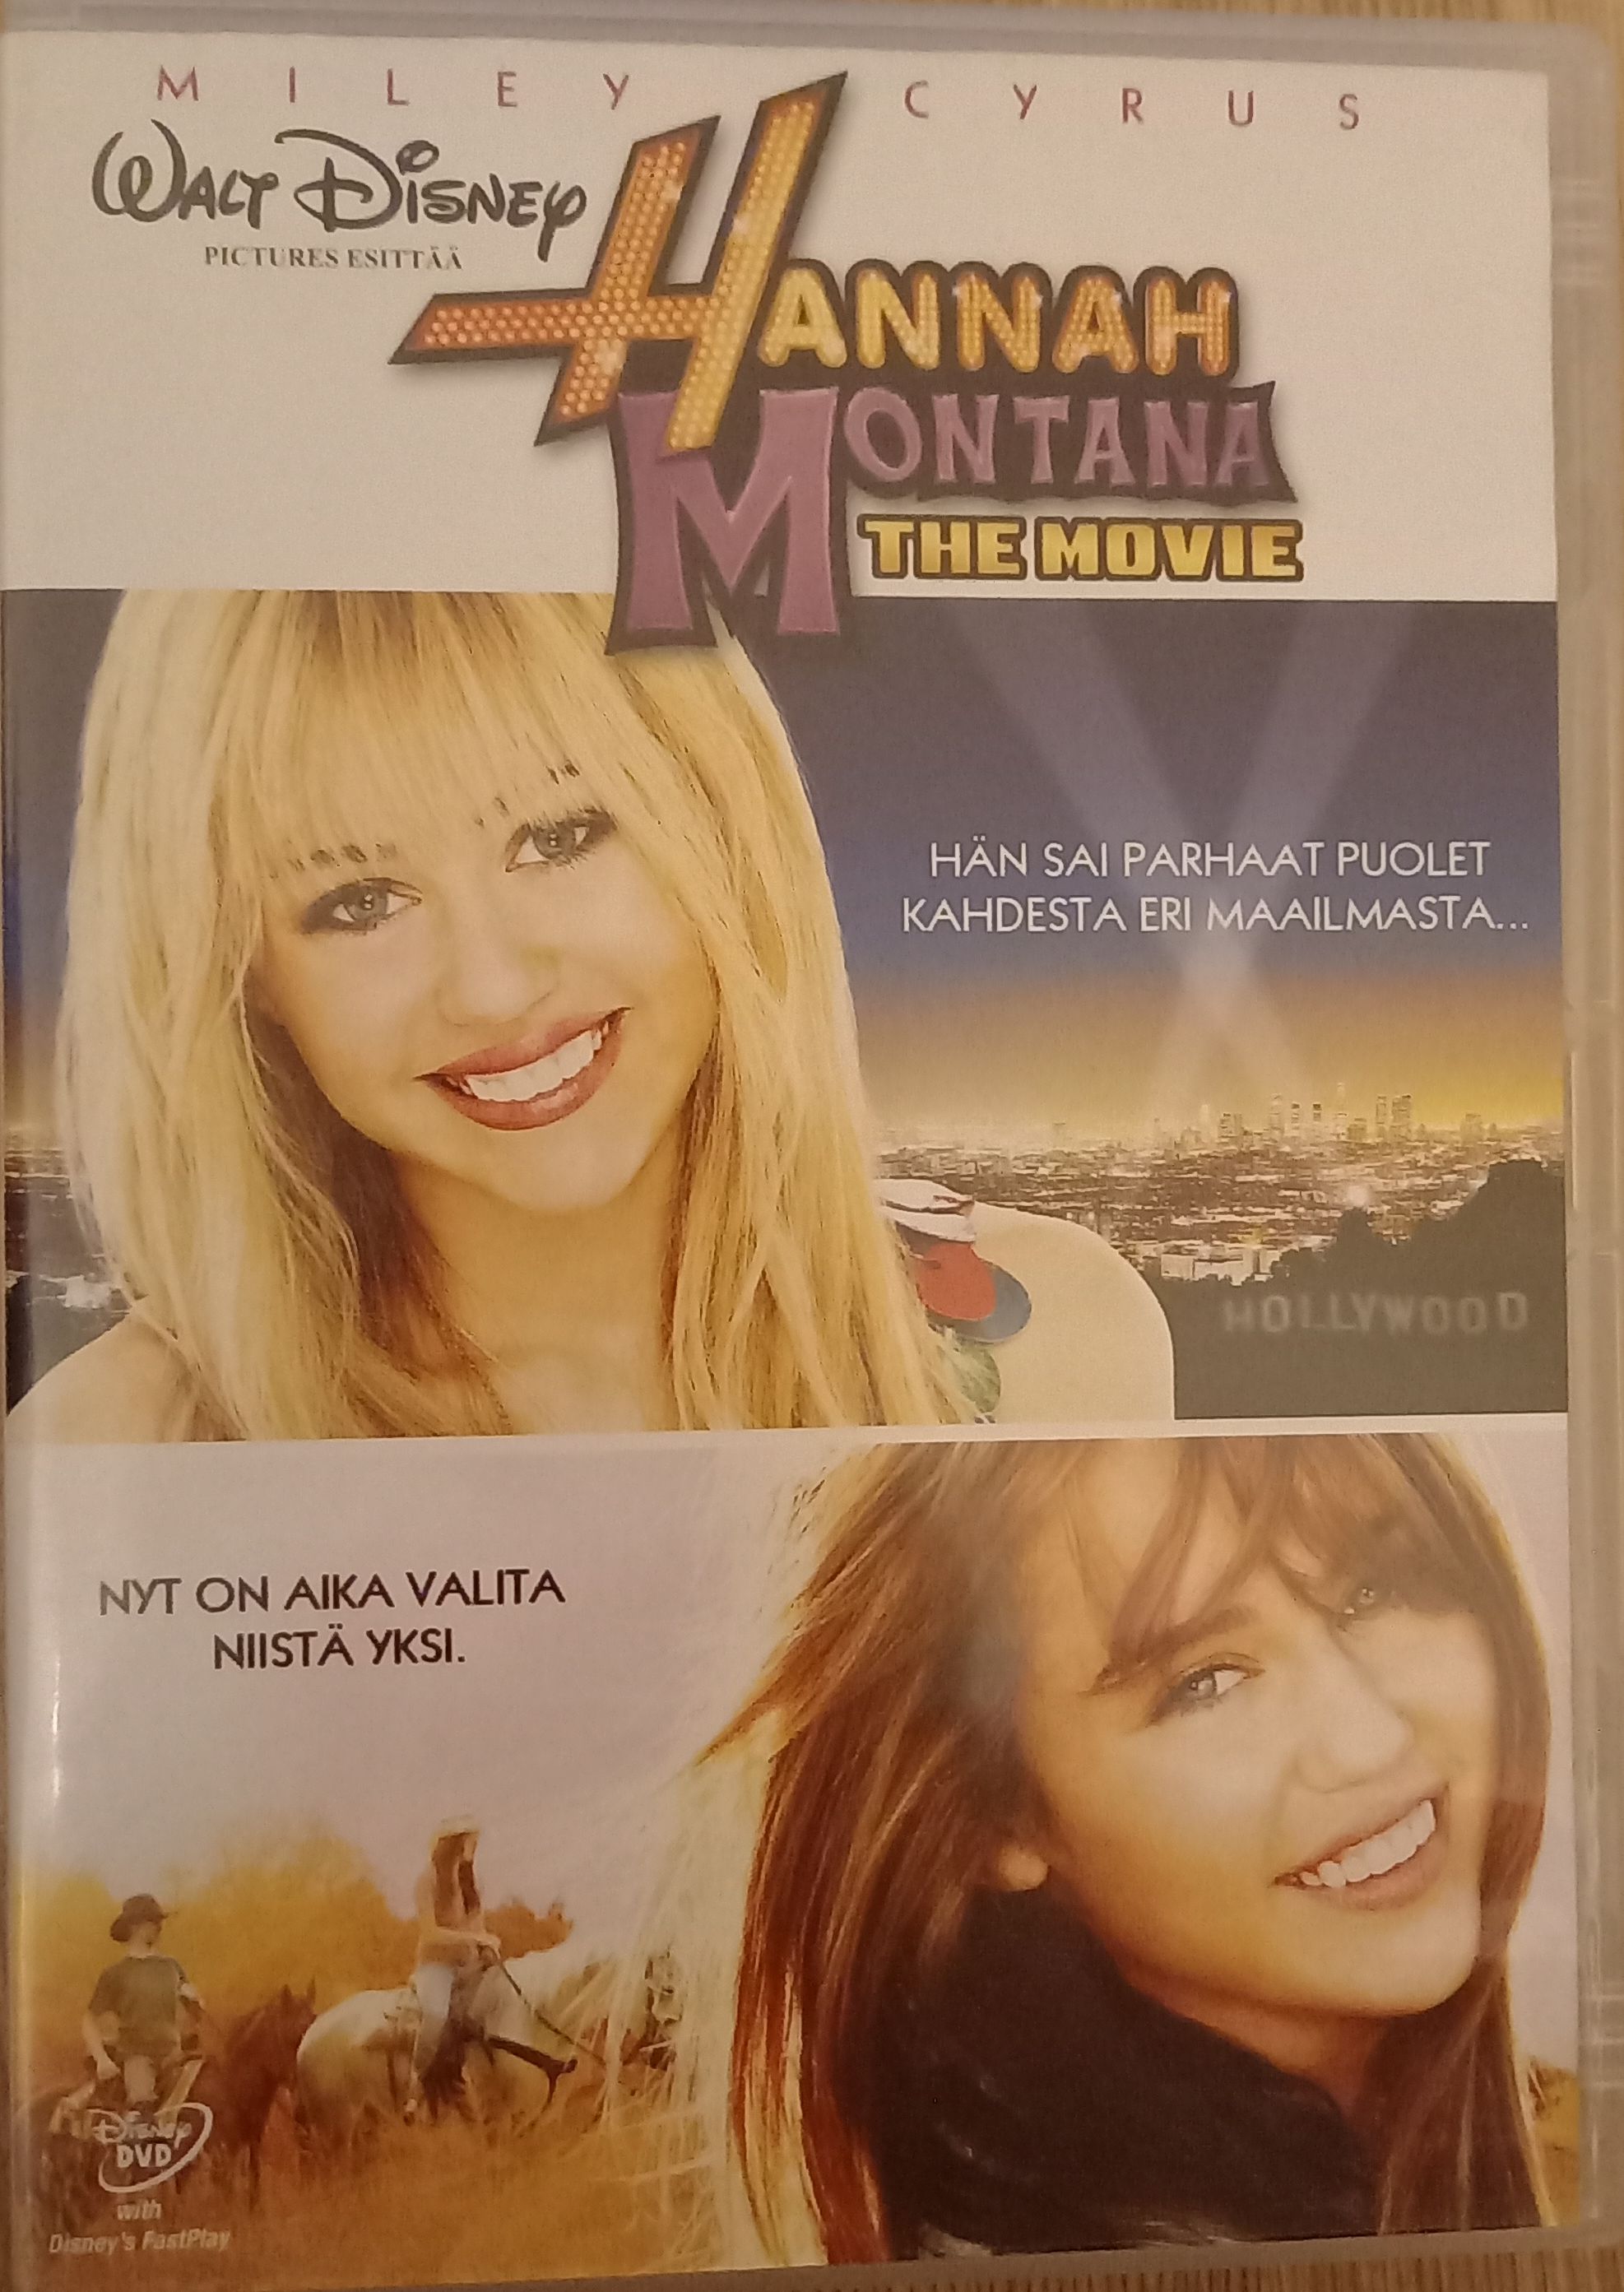 MILEY CYRUS
WALT DISNEY
PICTURES ESITTÄÄ
HANNAH
MONTANA
THE MOVIE
HÄN SAI PARHAAT PUOLET
KAHDESTA ERI MAAILMASTA...
HOLLYWOOD
NYT ON AIKA VALITA
NIISTÄ YKSI.
Disney
DVD
with
Disney's FastPlay